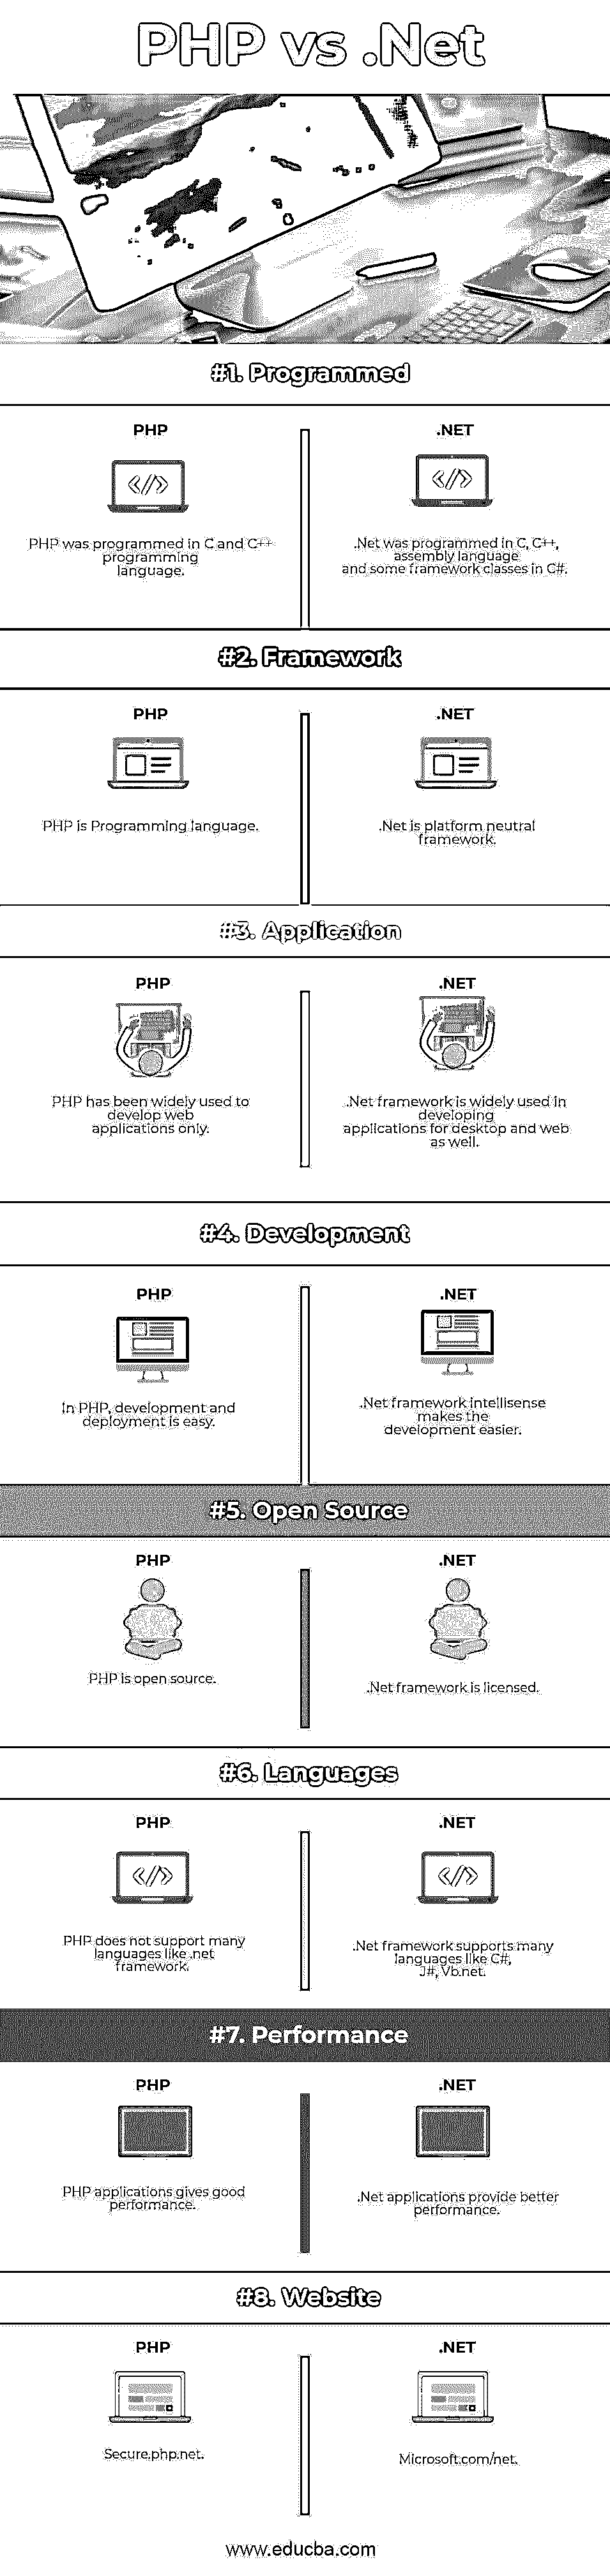 PHP vs .Net
#1. Programmed
PHP
PHP was programmed in C and C++
programming
language.
.NET
.Net was programmed in C, C++,
assembly language
and some framework classes in C#.
#2. Framework
PHP
PHP is Programming language.
.NET
.Net is platform neutral
framework.
#3. Application
PHP
PHP has been widely used to
develop web
applications only.
.NET
.Net framework is widely used in
developing
applications for desktop and web
as well.
#4. Development
PHP
In PHP, development and
deployment is easy.
.NET
.Net framework intellisense
makes the
development easier.
#5. Open Source
PHP
PHP is open source.
.NET
.Net framework is licensed.
#6. Languages
PHP
PHP does not support many
languages like .net
framework.
.NET
.Net framework supports many
languages like C#,
J#, Vb.net.
#7. Performance
PHP
PHP applications gives good
performance.
.NET
.Net applications provide better
performance.
#8. Website
PHP
Secure.php.net.
.NET
Microsoft.com/net.
www.educba.com